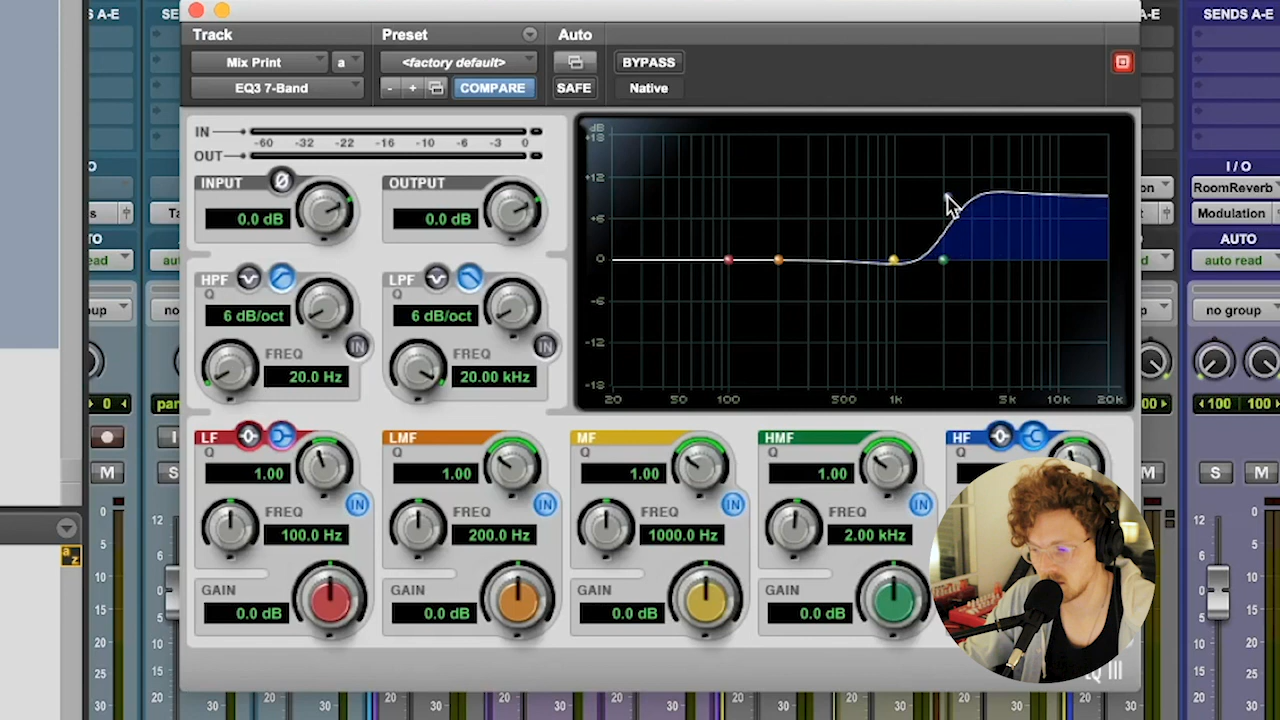 S A-E
SE
Track
Preset
Auto
A-E
SENDS A-E
Mix Print
a
<factory default>
BYPASS
EQ3 7-Band
-
+
COMPARE
SAFE
Native
IN
-60 -32 -22 -16 -10 -6 -3 0
OUT
INPUT
Ø
OUTPUT
0.0 dB
0.0 dB
HPF
Q
6 dB/oct
IN
FREQ
20.0 Hz
LPF
Q
6 dB/oct
IN
FREQ
20.00 kHz
dB
+18
+12
+6
0
-6
-12
-18
20 50 100 500 1k 5k 10k 20k
LF
Q
1.00
IN
FREQ
100.0 Hz
GAIN
0.0 dB
LMF
Q
1.00
IN
FREQ
200.0 Hz
GAIN
0.0 dB
MF
Q
1.00
IN
FREQ
1000.0 Hz
GAIN
0.0 dB
HMF
Q
1.00
IN
FREQ
2.00 kHz
GAIN
0.0 dB
HF
Q
I / O
RoomReverb
Modulation
AUTO
auto read
no group
100 100
S M
0
M S
a z